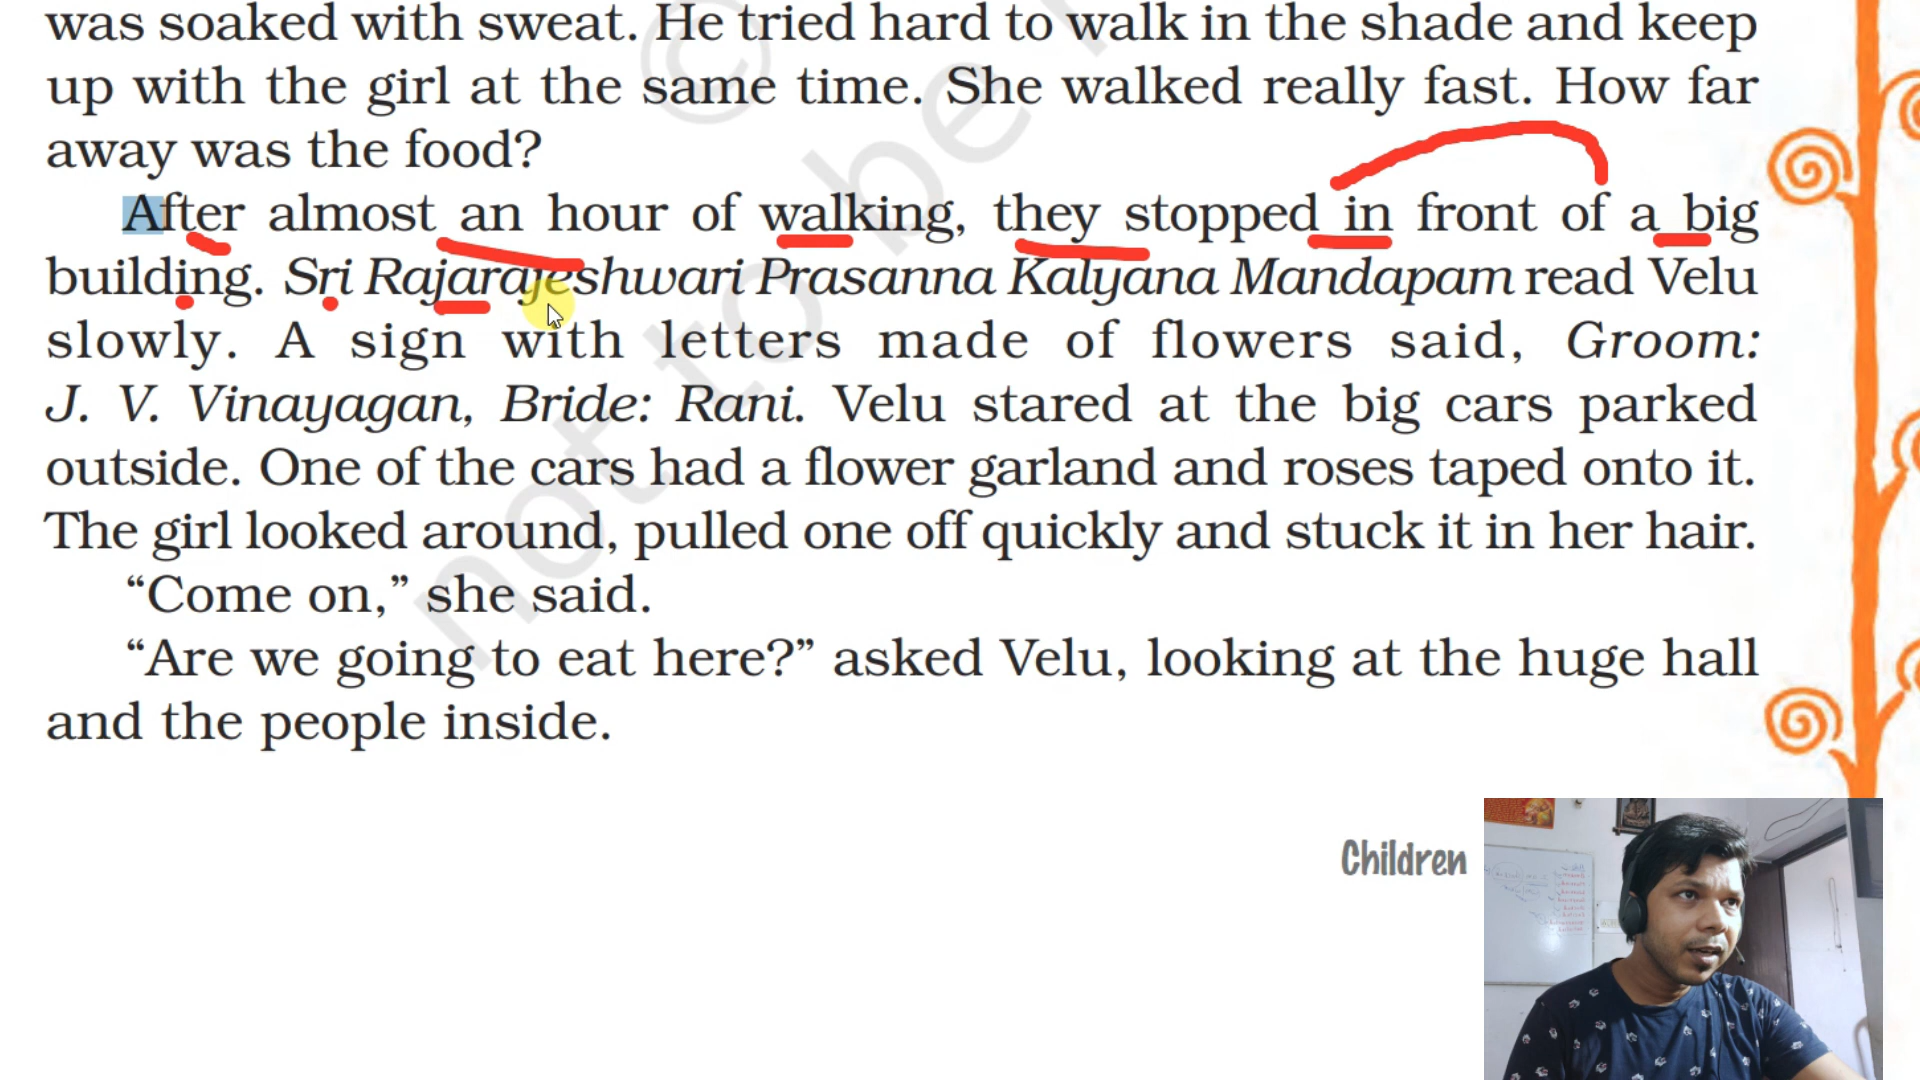 was soaked with sweat. He tried hard to walk in the shade and keep
up with the girl at the same time. She walked really fast. How far
away was the food?
After almost an hour of walking, they stopped in front of a big
building. Sri Rajarajeshwari Prasanna Kalyana Mandapam read Velu
slowly. A sign with letters made of flowers said, Groom:
J. V. Vinayagan, Bride: Rani. Velu stared at the big cars parked
outside. One of the cars had a flower garland and roses taped onto it.
The girl looked around, pulled one off quickly and stuck it in her hair.
“Come on,” she said.
“Are we going to eat here?” asked Velu, looking at the huge hall
and the people inside.
Children
©
not to be r